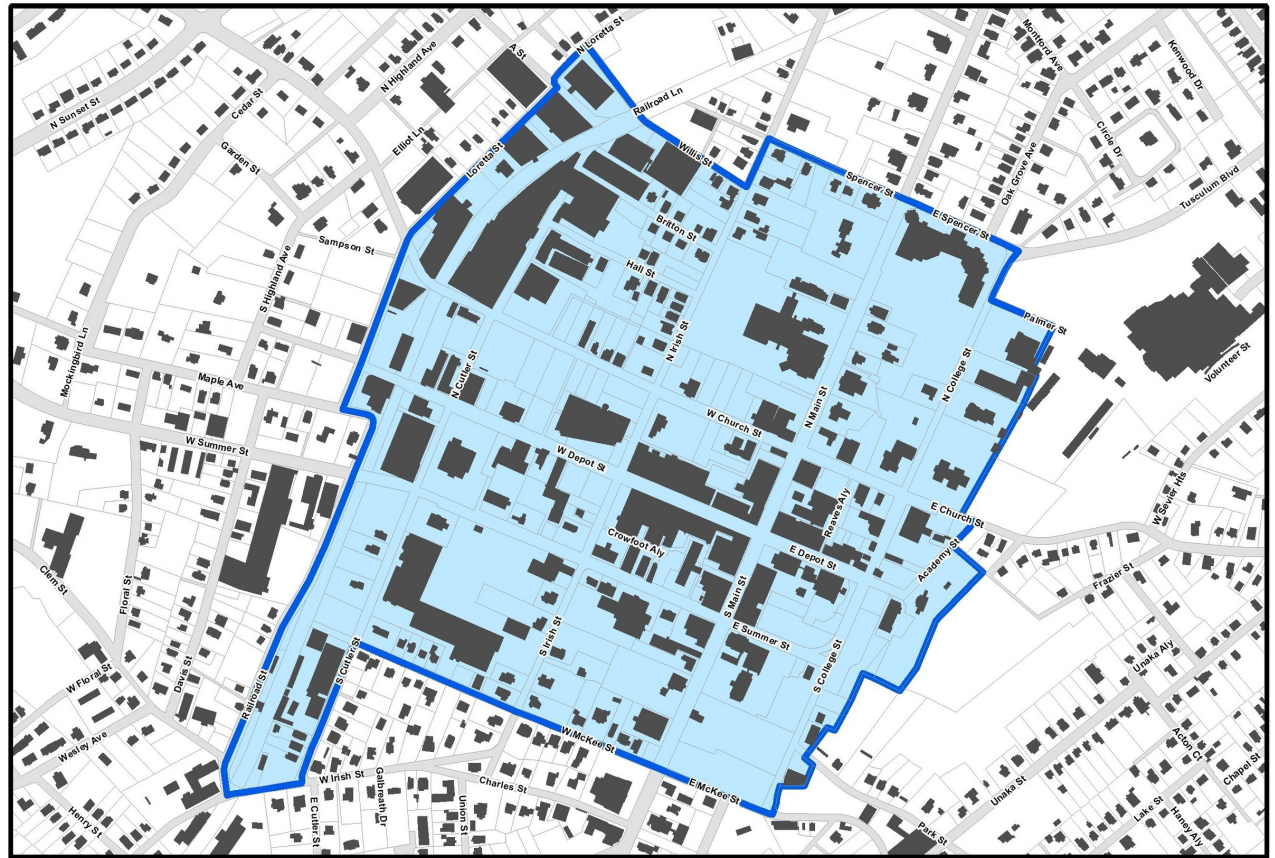 N Loretta St
A St
N Highland Ave
Montford Ave
Kenwood Dr
N Sunset St
Cedar St
Railroad Ln
Elliot Ln
Circle Dr
Garden St
Loretta St
Willis St
Oak Grove Ave
Spencer St
Tusculum Blvd
E Spencer St
Britton St
Sampson St
S Highland Ave
Hall St
Palmer St
N Irish St
Mockingbird Ln
N Cutler St
N College St
Volunteer St
Maple Ave
N Main St
W Church St
W Summer St
W Depot St
W Sevier Hts
Reaves Aly
E Church St
Crowfoot Aly
E Depot St
Academy St
Clem St
Floral St
Frazier St
S Main St
E Summer St
S Irish St
Unaka Aly
S Cutler St
S College St
Davis St
W Floral St
Railroad St
Wesley Ave
W McKee St
Acton Ct
Chapel St
W Irish St
Charles St
E McKee St
Unaka St
Galbreath Dr
Henry St
E Cutler St
Union St
Park St
Lake St
Haney Aly